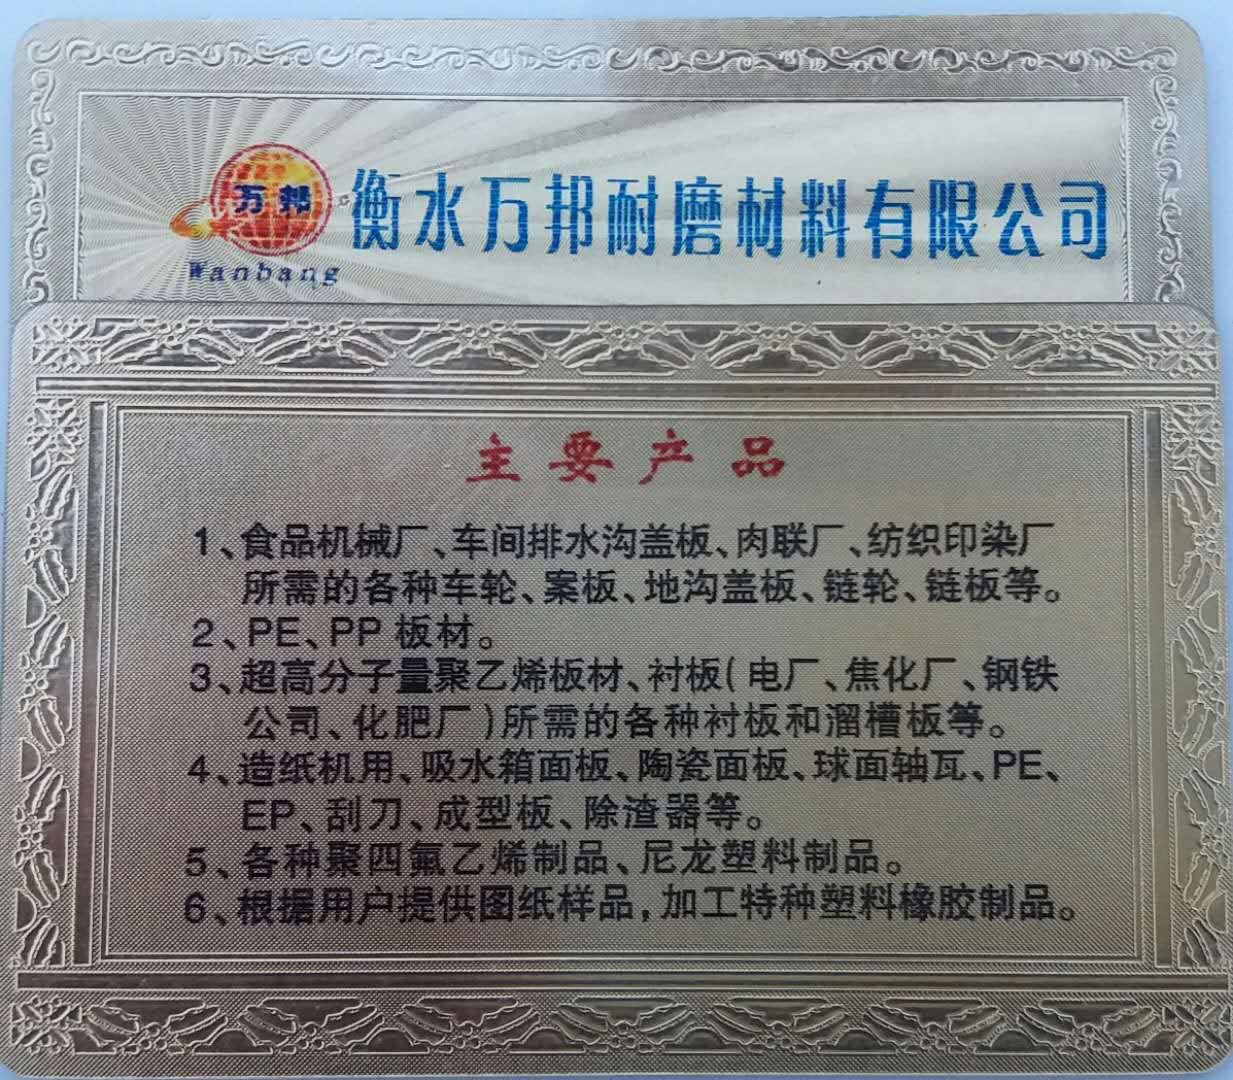 万邦
Wanbang
衡水万邦耐磨材料有限公司
主要产品
1、食品机械厂、车间排水沟盖板、肉联厂、纺织印染厂
所需的各种车轮、案板、地沟盖板、链轮、链板等。
2、PE、PP板材。
3、超高分子量聚乙烯板材、衬板(电厂、焦化厂、钢铁
公司、化肥厂)所需的各种衬板和溜槽板等。
4、造纸机用、吸水箱面板、陶瓷面板、球面轴瓦、PE、
EP、刮刀、成型板、除渣器等。
5、各种聚四氟乙烯制品、尼龙塑料制品。
6、根据用户提供图纸样品,加工特种塑料橡胶制品。